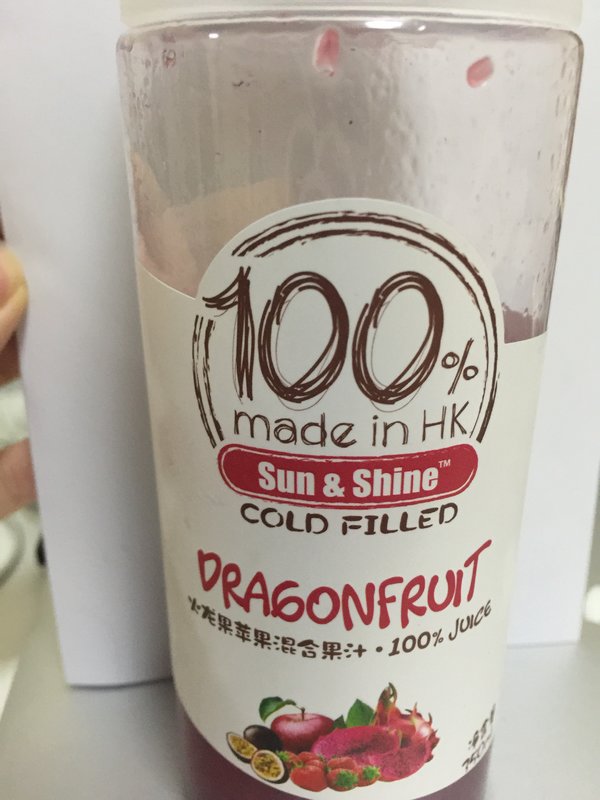 100%
made in HK
Sun & Shine™
COLD FILLED
DRAGONFRUIT
火龙果苹果混合果汁·100% JUICE